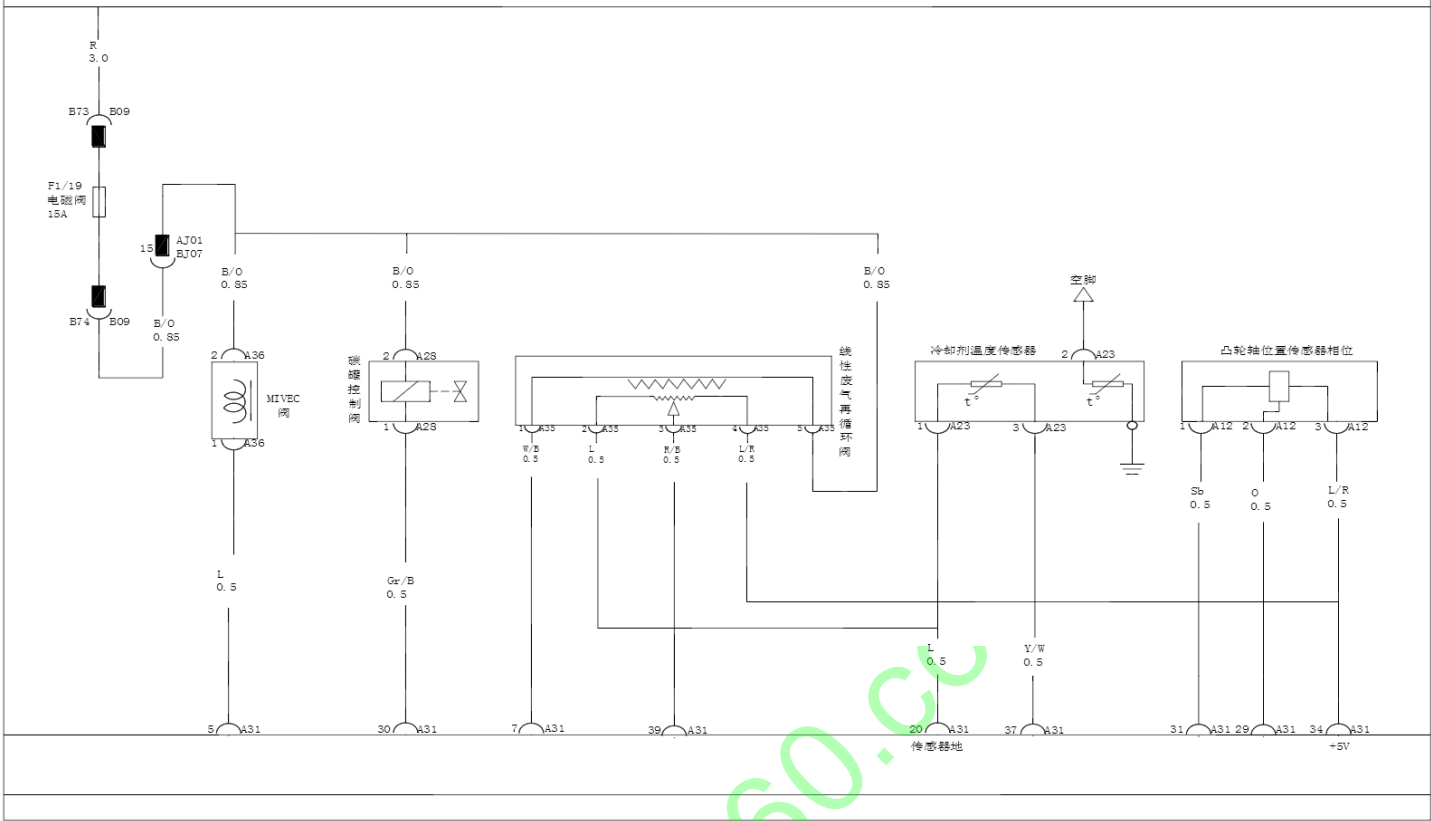 R
3.0
B73
B09
F1/19
电磁阀
15A
15
AJ01
BJ07
B74
B09
B/O
0.85
B/O
0.85
B/O
0.85
B/O
0.85
空脚
2
A36
MIVEC
阀
1
A36
碳罐控制阀
2
A28
1
A28
线性废气再循环阀
1
A35
2
A35
3
A35
4
A35
5
A35
W/B
0.5
L
0.5
R/B
0.5
L/R
0.5
冷却剂温度传感器
2
A23
t°
t°
1
A23
3
A23
凸轮轴位置传感器相位
1
A12
2
A12
3
A12
Sb
0.5
O
0.5
L/R
0.5
L
0.5
Gr/B
0.5
L
0.5
Y/W
0.5
5
A31
30
A31
7
A31
39
A31
20
A31
37
A31
31
A31
29
A31
34
A31
传感器地
+5V
60.cc